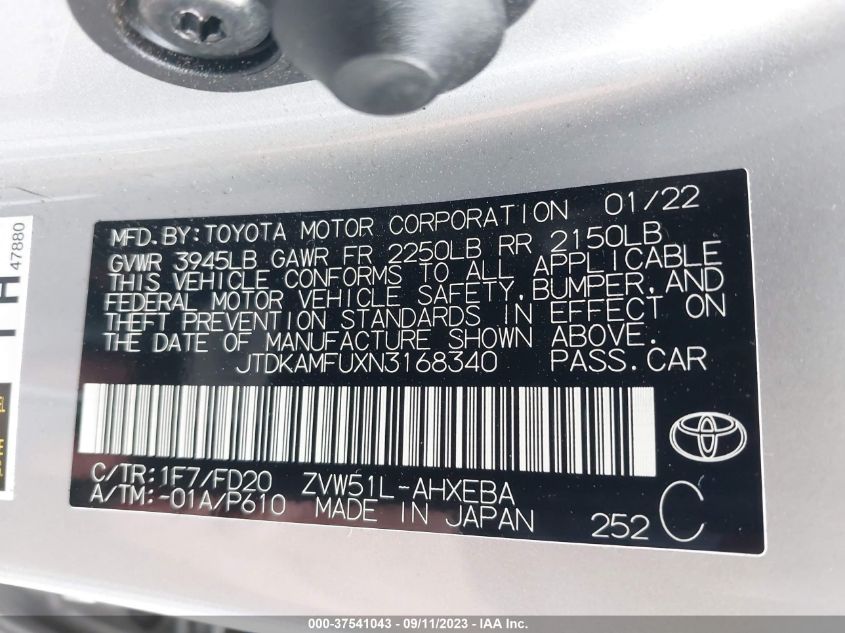 MFD.BY:TOYOTA MOTOR CORPORATION 01/22
GVWR 3945LB GAWR FR 2250LB RR 2150LB
THIS VEHICLE CONFORMS TO ALL APPLICABLE
FEDERAL MOTOR VEHICLE SAFETY,BUMPER,AND
THEFT PREVENTION STANDARDS IN EFFECT ON
THE DATE OF MANUFACTURE SHOWN ABOVE.
JTDKAMFUXN3168340 PASS.CAR
C/TR:1F7/FD20 ZVW51L-AHXEBA
A/TM:-01A/P610 MADE IN JAPAN 252 C
47880
000-37541043 - 09/11/2023 - IAA Inc.